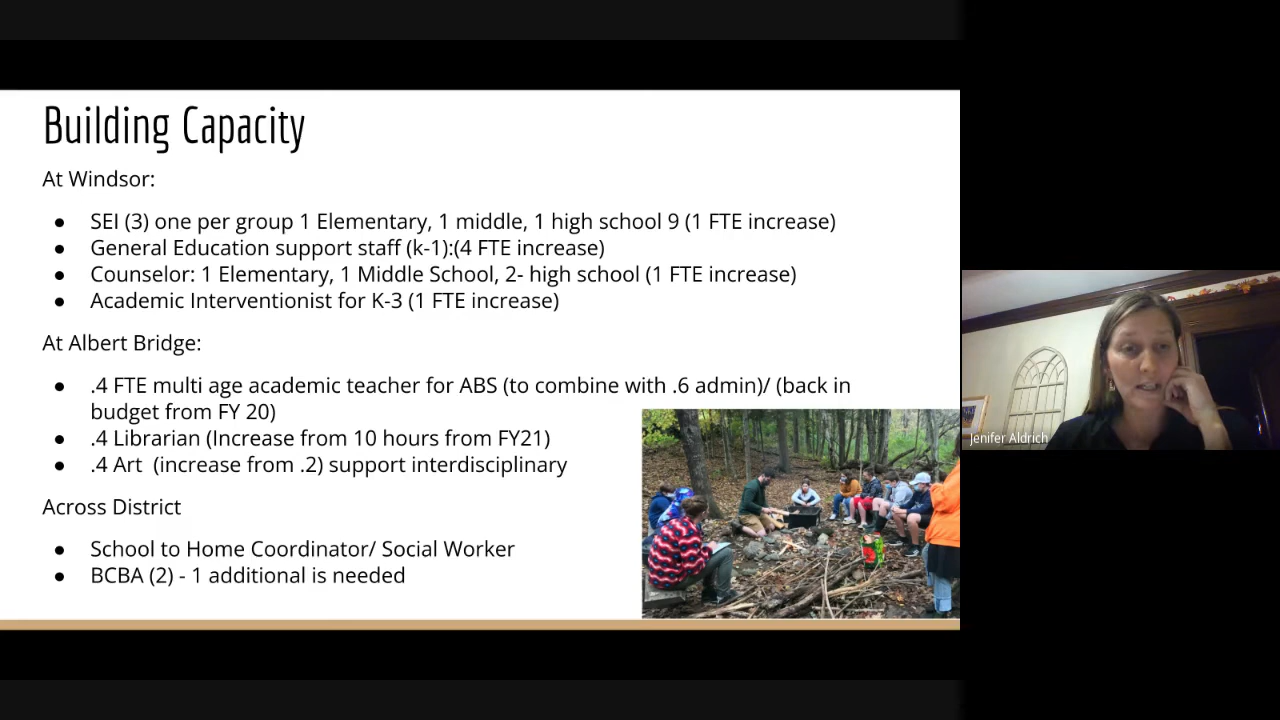 Building Capacity
At Windsor:
● SEI (3) one per group 1 Elementary, 1 middle, 1 high school 9 (1 FTE increase)
● General Education support staff (k-1):(4 FTE increase)
● Counselor: 1 Elementary, 1 Middle School, 2- high school (1 FTE increase)
● Academic Interventionist for K-3 (1 FTE increase)
At Albert Bridge:
● .4 FTE multi age academic teacher for ABS (to combine with .6 admin)/ (back in
budget from FY 20)
● .4 Librarian (Increase from 10 hours from FY21)
● .4 Art (increase from .2) support interdisciplinary
Across District
● School to Home Coordinator/ Social Worker
● BCBA (2) - 1 additional is needed
Jenifer Aldrich